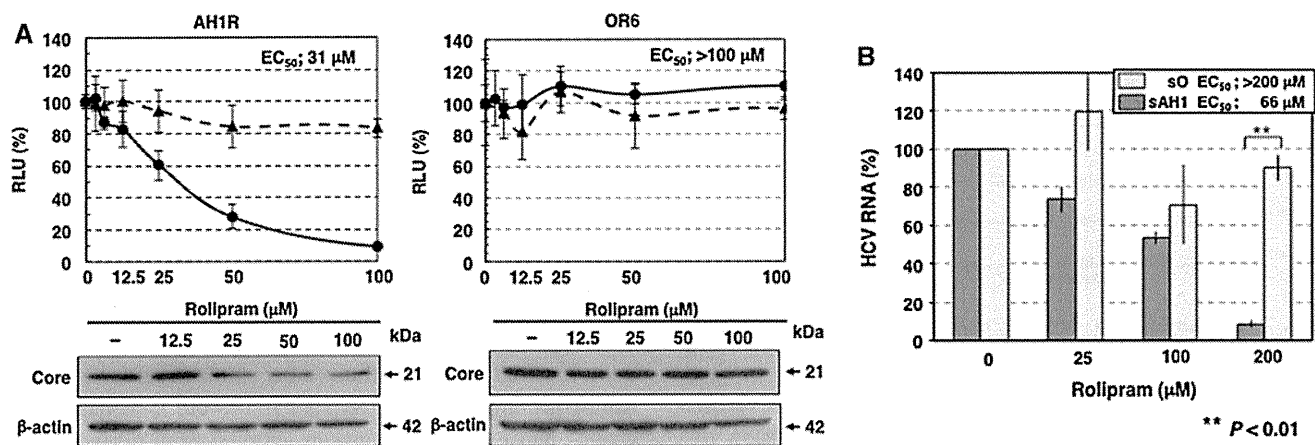 A
AH1R
EC50; 31 µM
RLU (%)
140
120
100
80
60
40
20
0
0 12.5 25 50 100
Rolipram (µM)
Rolipram (µM)
– 12.5 25 50 100 kDa
Core 21
β-actin 42
OR6
EC50; >100 µM
RLU (%)
140
120
100
80
60
40
20
0
0 12.5 25 50 100
Rolipram (µM)
– 12.5 25 50 100 kDa
Core 21
β-actin 42
B
sO EC50; >200 µM
sAH1 EC50; 66 µM
HCV RNA (%)
140
120
100
80
60
40
20
0
**
0 25 100 200
Rolipram (µM)
** P < 0.01